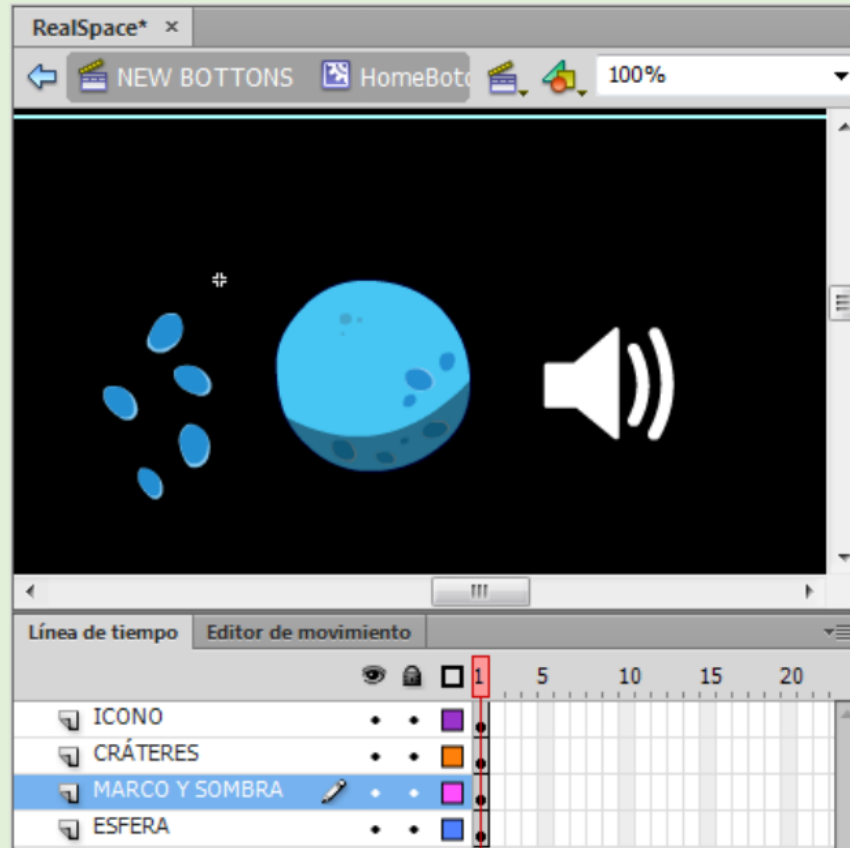 RealSpace* ×
NEW BOTTONS HomeBoto 100%
Línea de tiempo Editor de movimiento
1 5 10 15 20
ICONO
CRÁTERES
MARCO Y SOMBRA
ESFERA